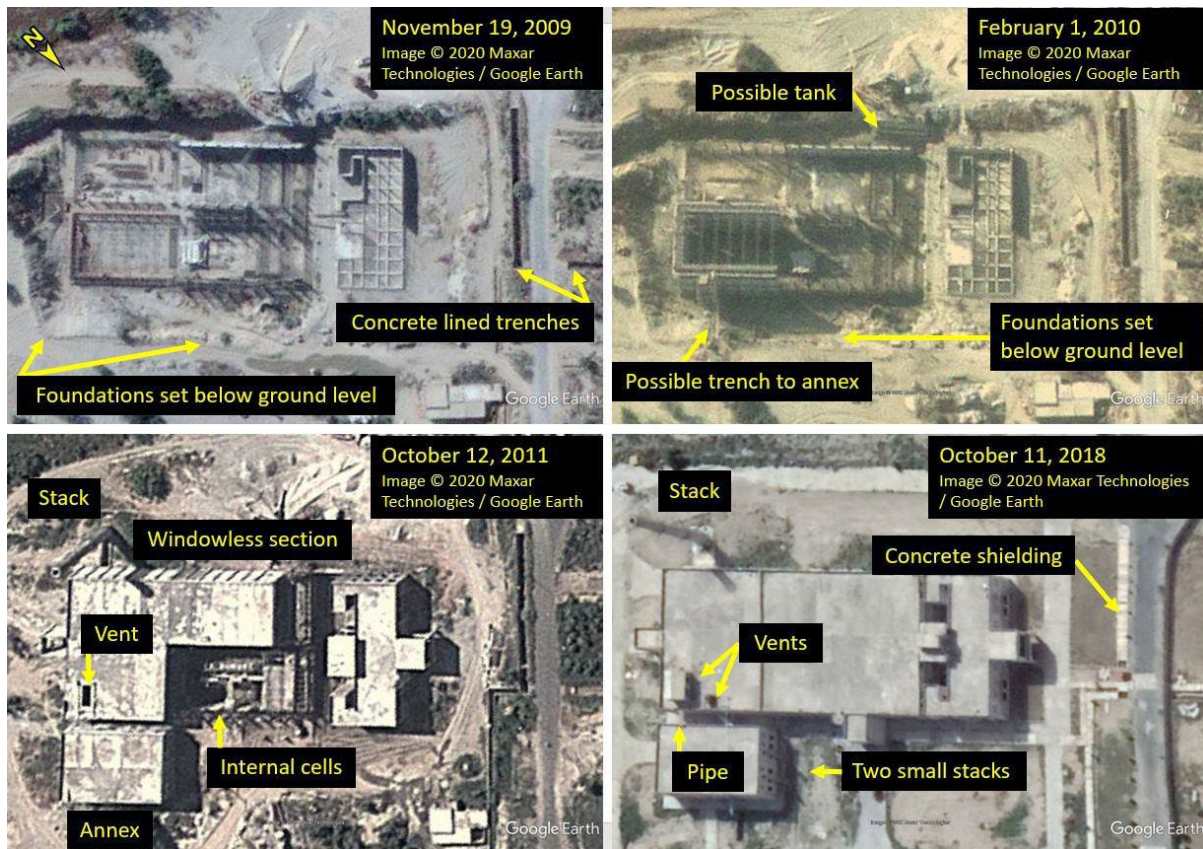 N
November 19, 2009
Image © 2020 Maxar
Technologies / Google Earth
Concrete lined trenches
Foundations set below ground level
Google Earth
February 1, 2010
Image © 2020 Maxar
Technologies / Google Earth
Possible tank
Foundations set
below ground level
Possible trench to annex
Google Earth
October 12, 2011
Image © 2020 Maxar
Technologies / Google Earth
Stack
Windowless section
Vent
Internal cells
Annex
Google Earth
October 11, 2018
Image © 2020 Maxar Technologies
/ Google Earth
Stack
Concrete shielding
Vents
Pipe
Two small stacks
Google Earth